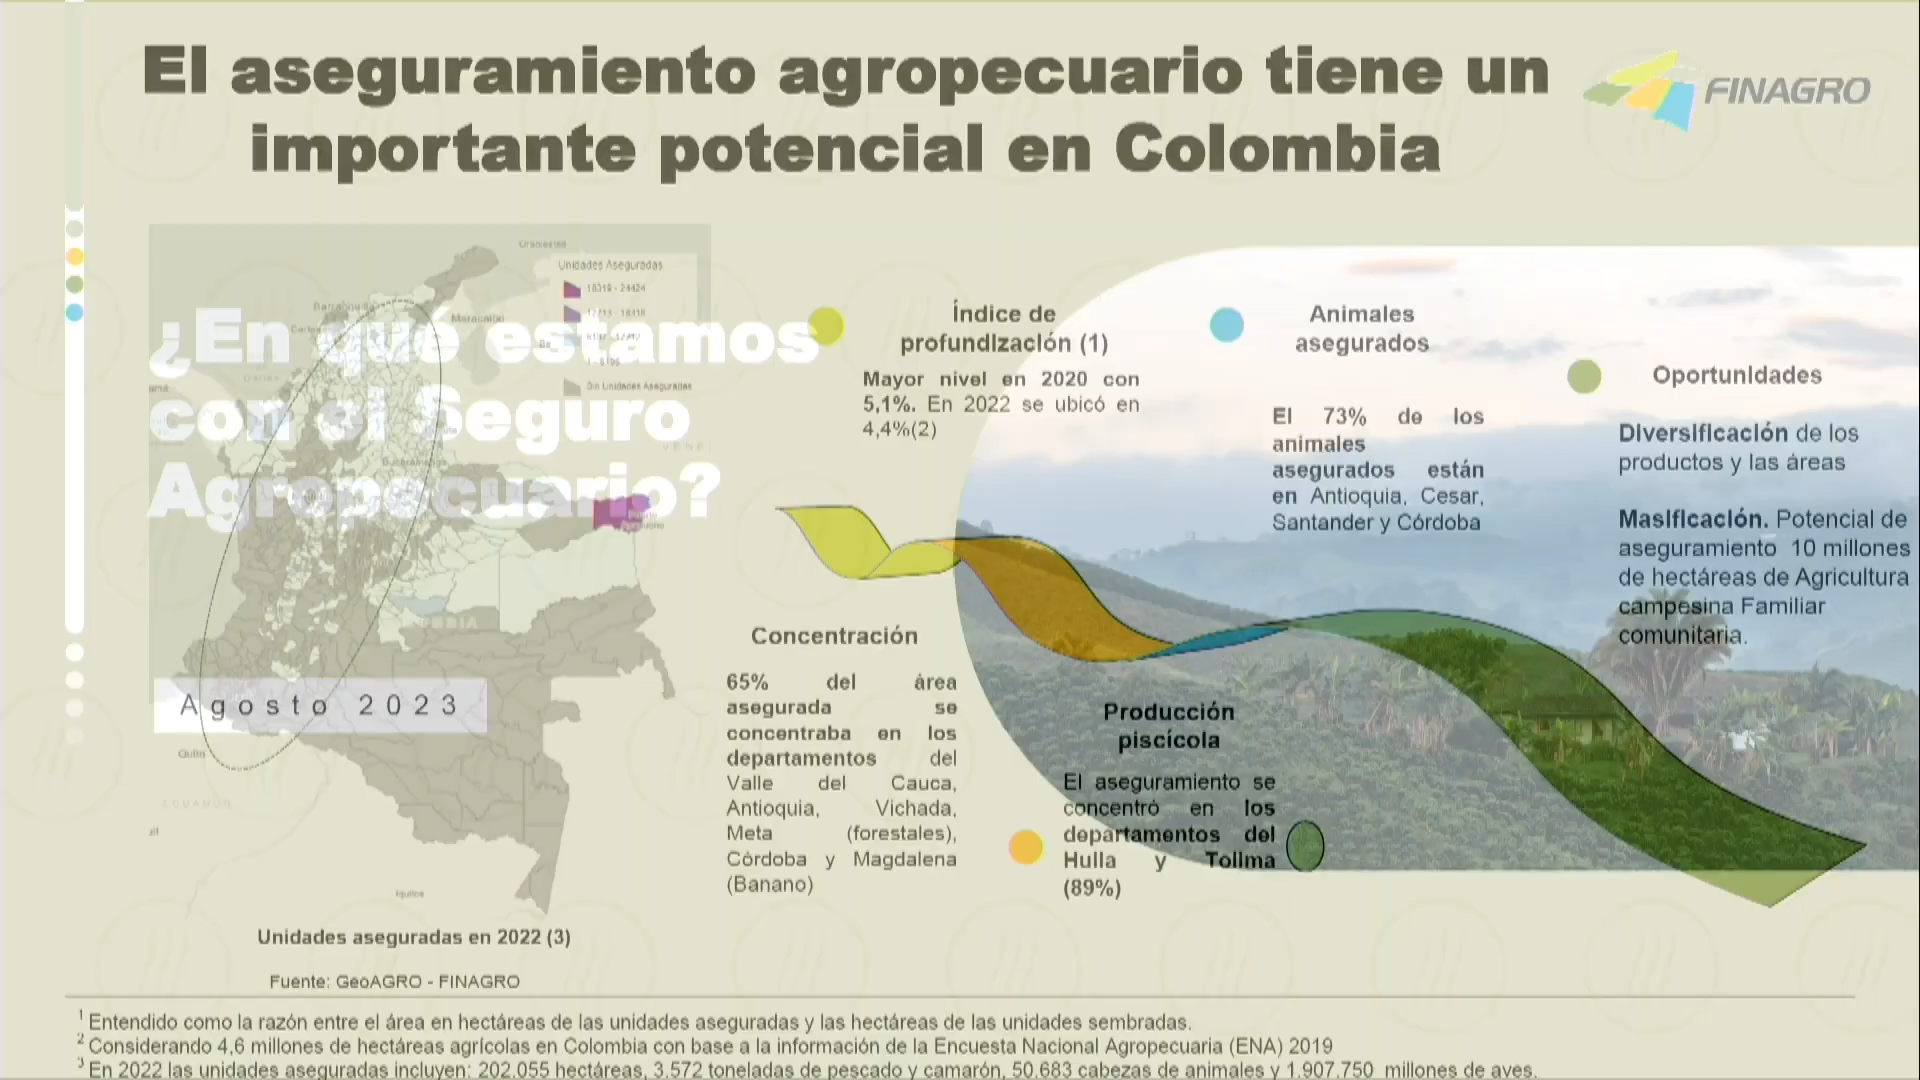 El aseguramiento agropecuario tiene un
importante potencial en Colombia
FINAGRO
¿En qué estamos
con el Seguro
Agropecuario?
Agosto 2023
Unidades Aseguradas
Sin Unidades Aseguradas
Barranquilla
Maracaibo
Bucaramanga
Quito
ECUADOR
Iquitos
Unidades aseguradas en 2022 (3)
Fuente: GeoAGRO - FINAGRO
Índice de
profundización (1)
Mayor nivel en 2020 con
5,1%. En 2022 se ubicó en
4,4%(2)
Concentración
65% del área
asegurada se
concentraba en los
departamentos del
Valle del Cauca,
Antioquia, Vichada,
Meta (forestales),
Córdoba y Magdalena
(Banano)
Animales
asegurados
El 73% de los
animales
asegurados están
en Antioquia, Cesar,
Santander y Córdoba
Producción
piscícola
El aseguramiento se
concentró en los
departamentos del
Huila y Tolima
(89%)
Oportunidades
Diversificación de los
productos y las áreas
Masificación. Potencial de
aseguramiento 10 millones
de hectáreas de Agricultura
campesina Familiar
comunitaria.
1 Entendido como la razón entre el área en hectáreas de las unidades aseguradas y las hectáreas de las unidades sembradas.
2 Considerando 4,6 millones de hectáreas agrícolas en Colombia con base a la información de la Encuesta Nacional Agropecuaria (ENA) 2019
3 En 2022 las unidades aseguradas incluyen: 202.055 hectáreas, 3.572 toneladas de pescado y camarón, 50.683 cabezas de animales y 1.907.750 millones de aves.